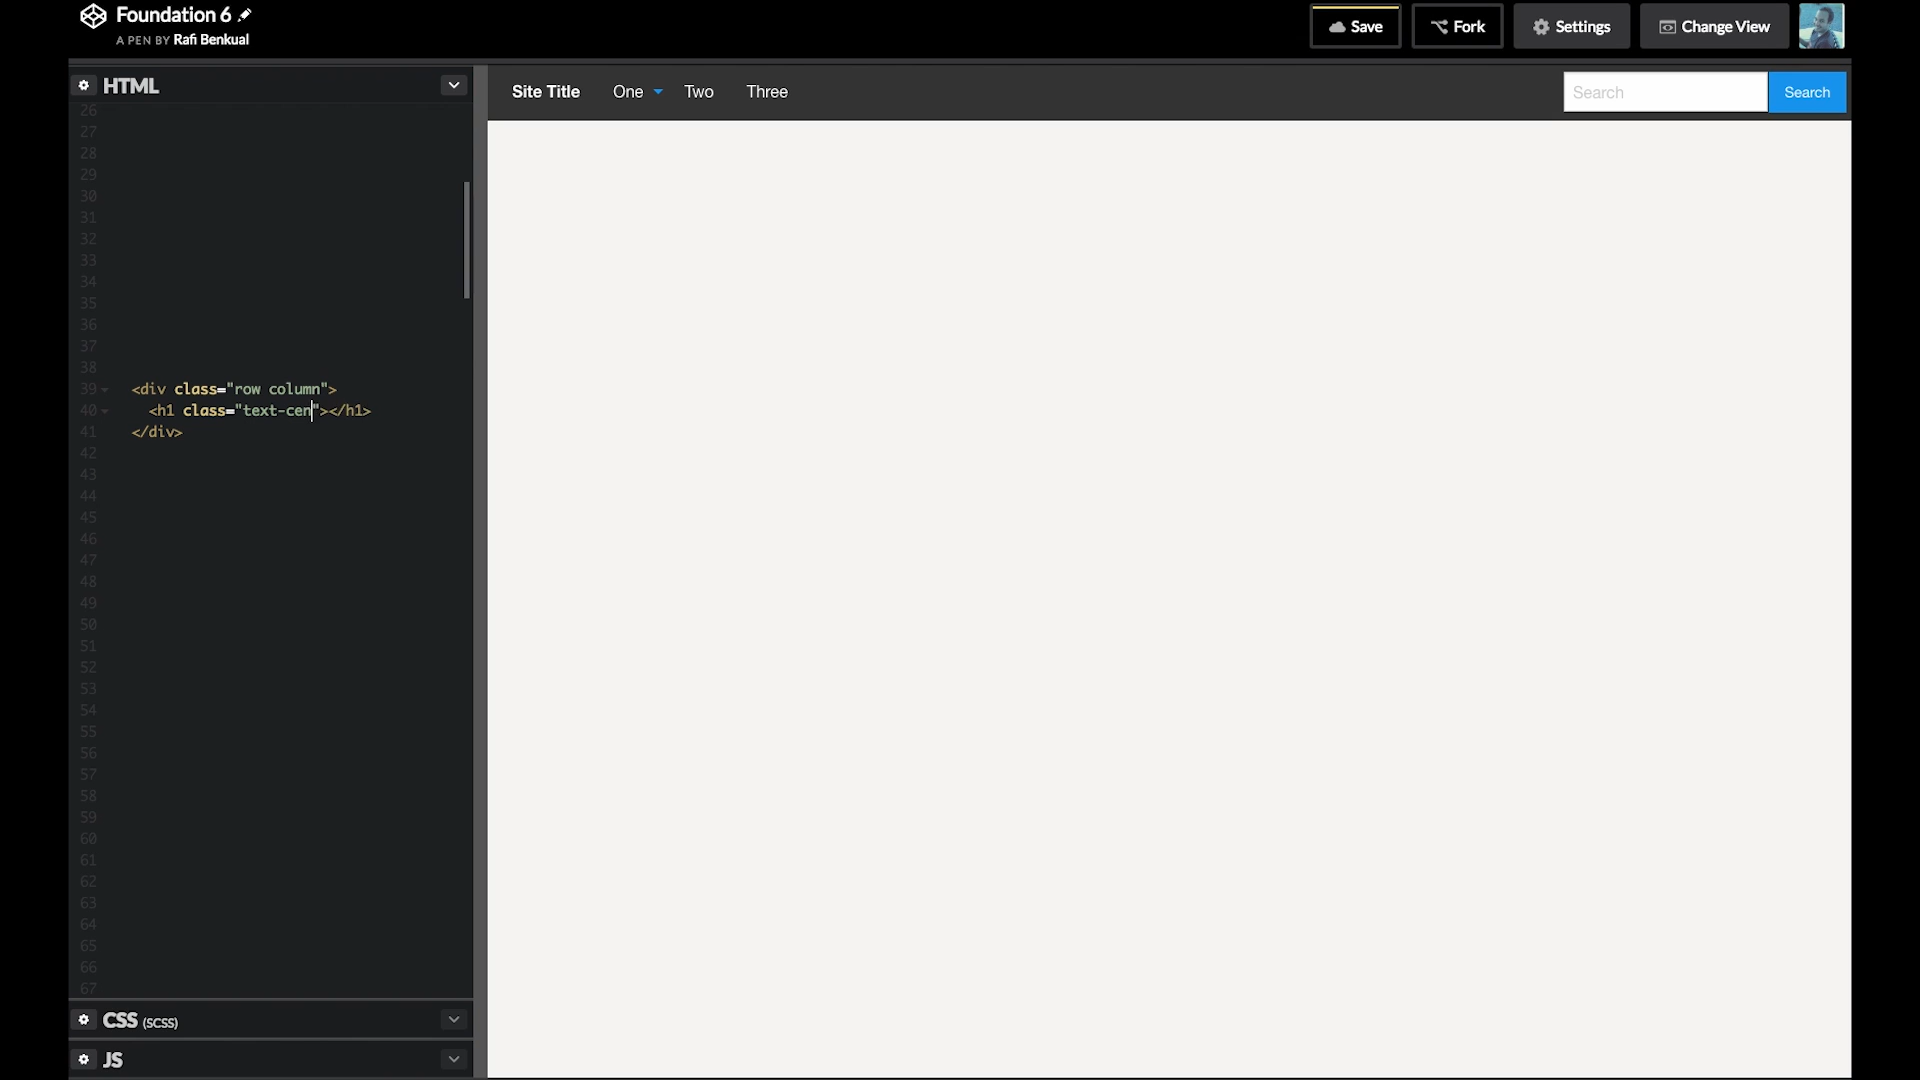 Foundation 6
A PEN BY Rafi Benkual
Save
Fork
Settings
Change View
HTML
Site Title
One
Two
Three
Search
Search
26
27
28
29
30
31
32
33
34
35
36
37
38
39 <div class="row column">
40 <h1 class="text-cen"></h1>
41 </div>
42
43
44
45
46
47
48
49
50
51
52
53
54
55
56
57
58
59
60
61
62
63
64
65
66
67
CSS (SCSS)
JS